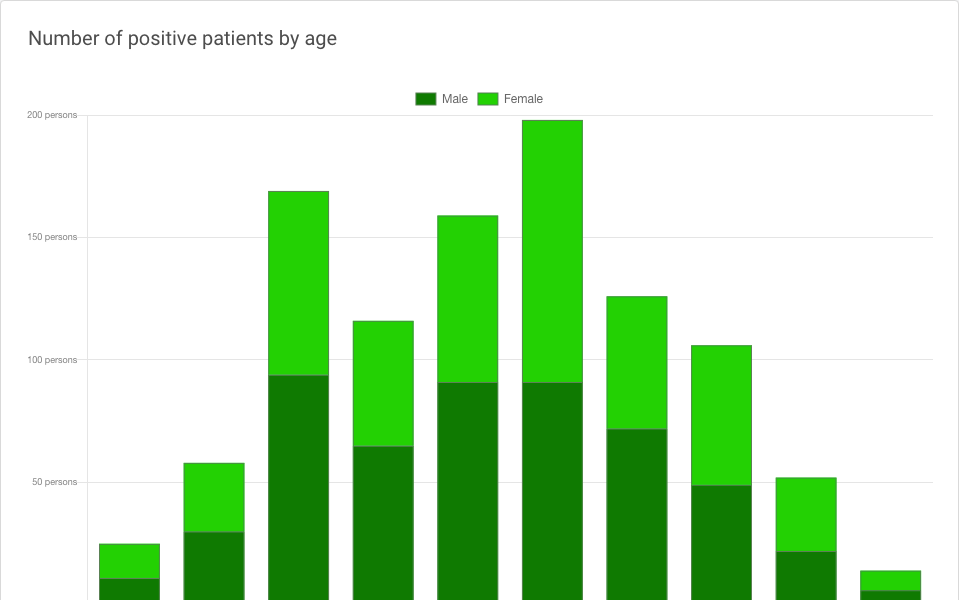 Number of positive patients by age
Male Female
200 persons
150 persons
100 persons
50 persons